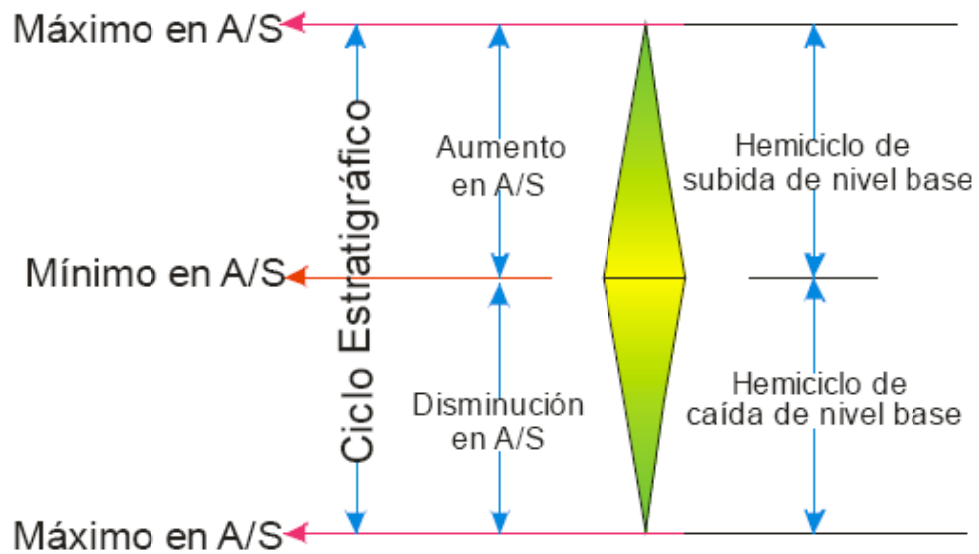 Máximo en A/S
Ciclo Estratigráfico
Aumento
en A/S
Hemiciclo de
subida de nivel base
Mínimo en A/S
Disminución
en A/S
Hemiciclo de
caída de nivel base
Máximo en A/S